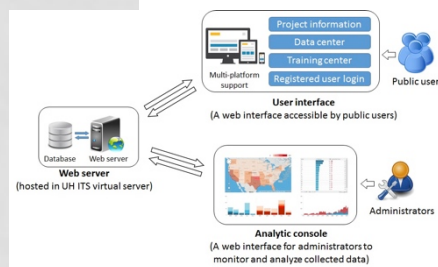 Project information
Data center
Training center
Registered user login
Multi-platform
support
Public user
User interface
(A web interface accessible by public users)
Database
Web server
Web server
(hosted in UH ITS virtual server)
Administrators
Analytic console
(A web interface for administrators to
monitor and analyze collected data)